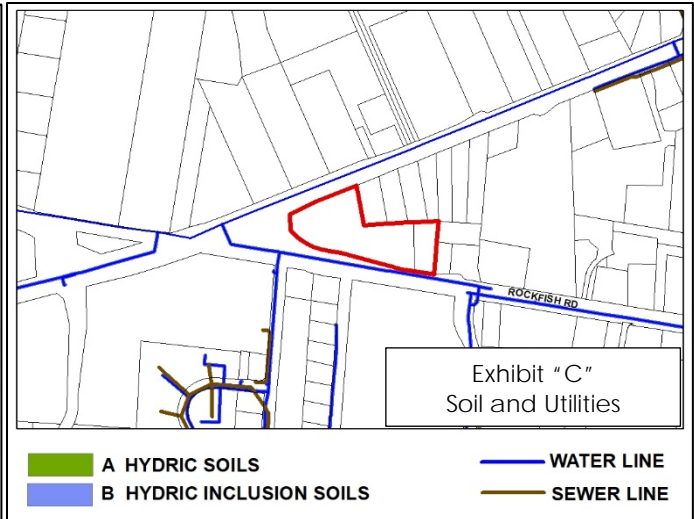 ROCKFISH RD
Exhibit "C"
Soil and Utilities
A HYDRIC SOILS
B HYDRIC INCLUSION SOILS
WATER LINE
SEWER LINE